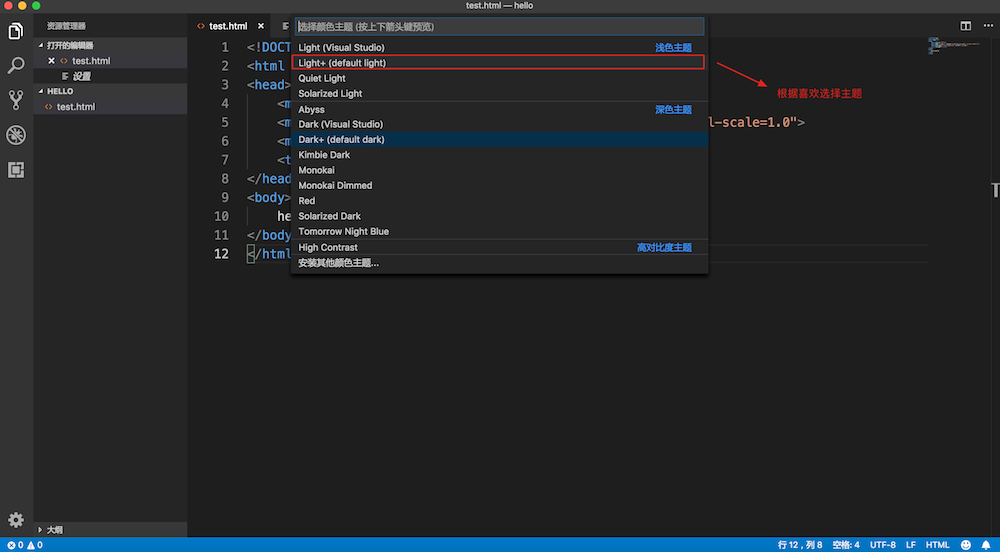 test.html — hello
资源管理器
打开的编辑器
test.html
设置
HELLO
test.html
大纲
test.html
选择颜色主题 (按上下箭头键预览)
Light (Visual Studio) 浅色主题
Light+ (default light)
Quiet Light
Solarized Light
Abyss 深色主题
Dark (Visual Studio)
Dark+ (default dark)
Kimbie Dark
Monokai
Monokai Dimmed
Red
Solarized Dark
Tomorrow Night Blue
High Contrast 高对比度主题
安装其他颜色主题...
根据喜欢选择主题
1 <!DOCT
2 <html
3 <head>
4 <m
5 <m l-scale=1.0">
6 <m
7 <t
8 </head
9 <body>
10 he
11 </body
12 </html
0 0
行 12，列 8 空格: 4 UTF-8 LF HTML